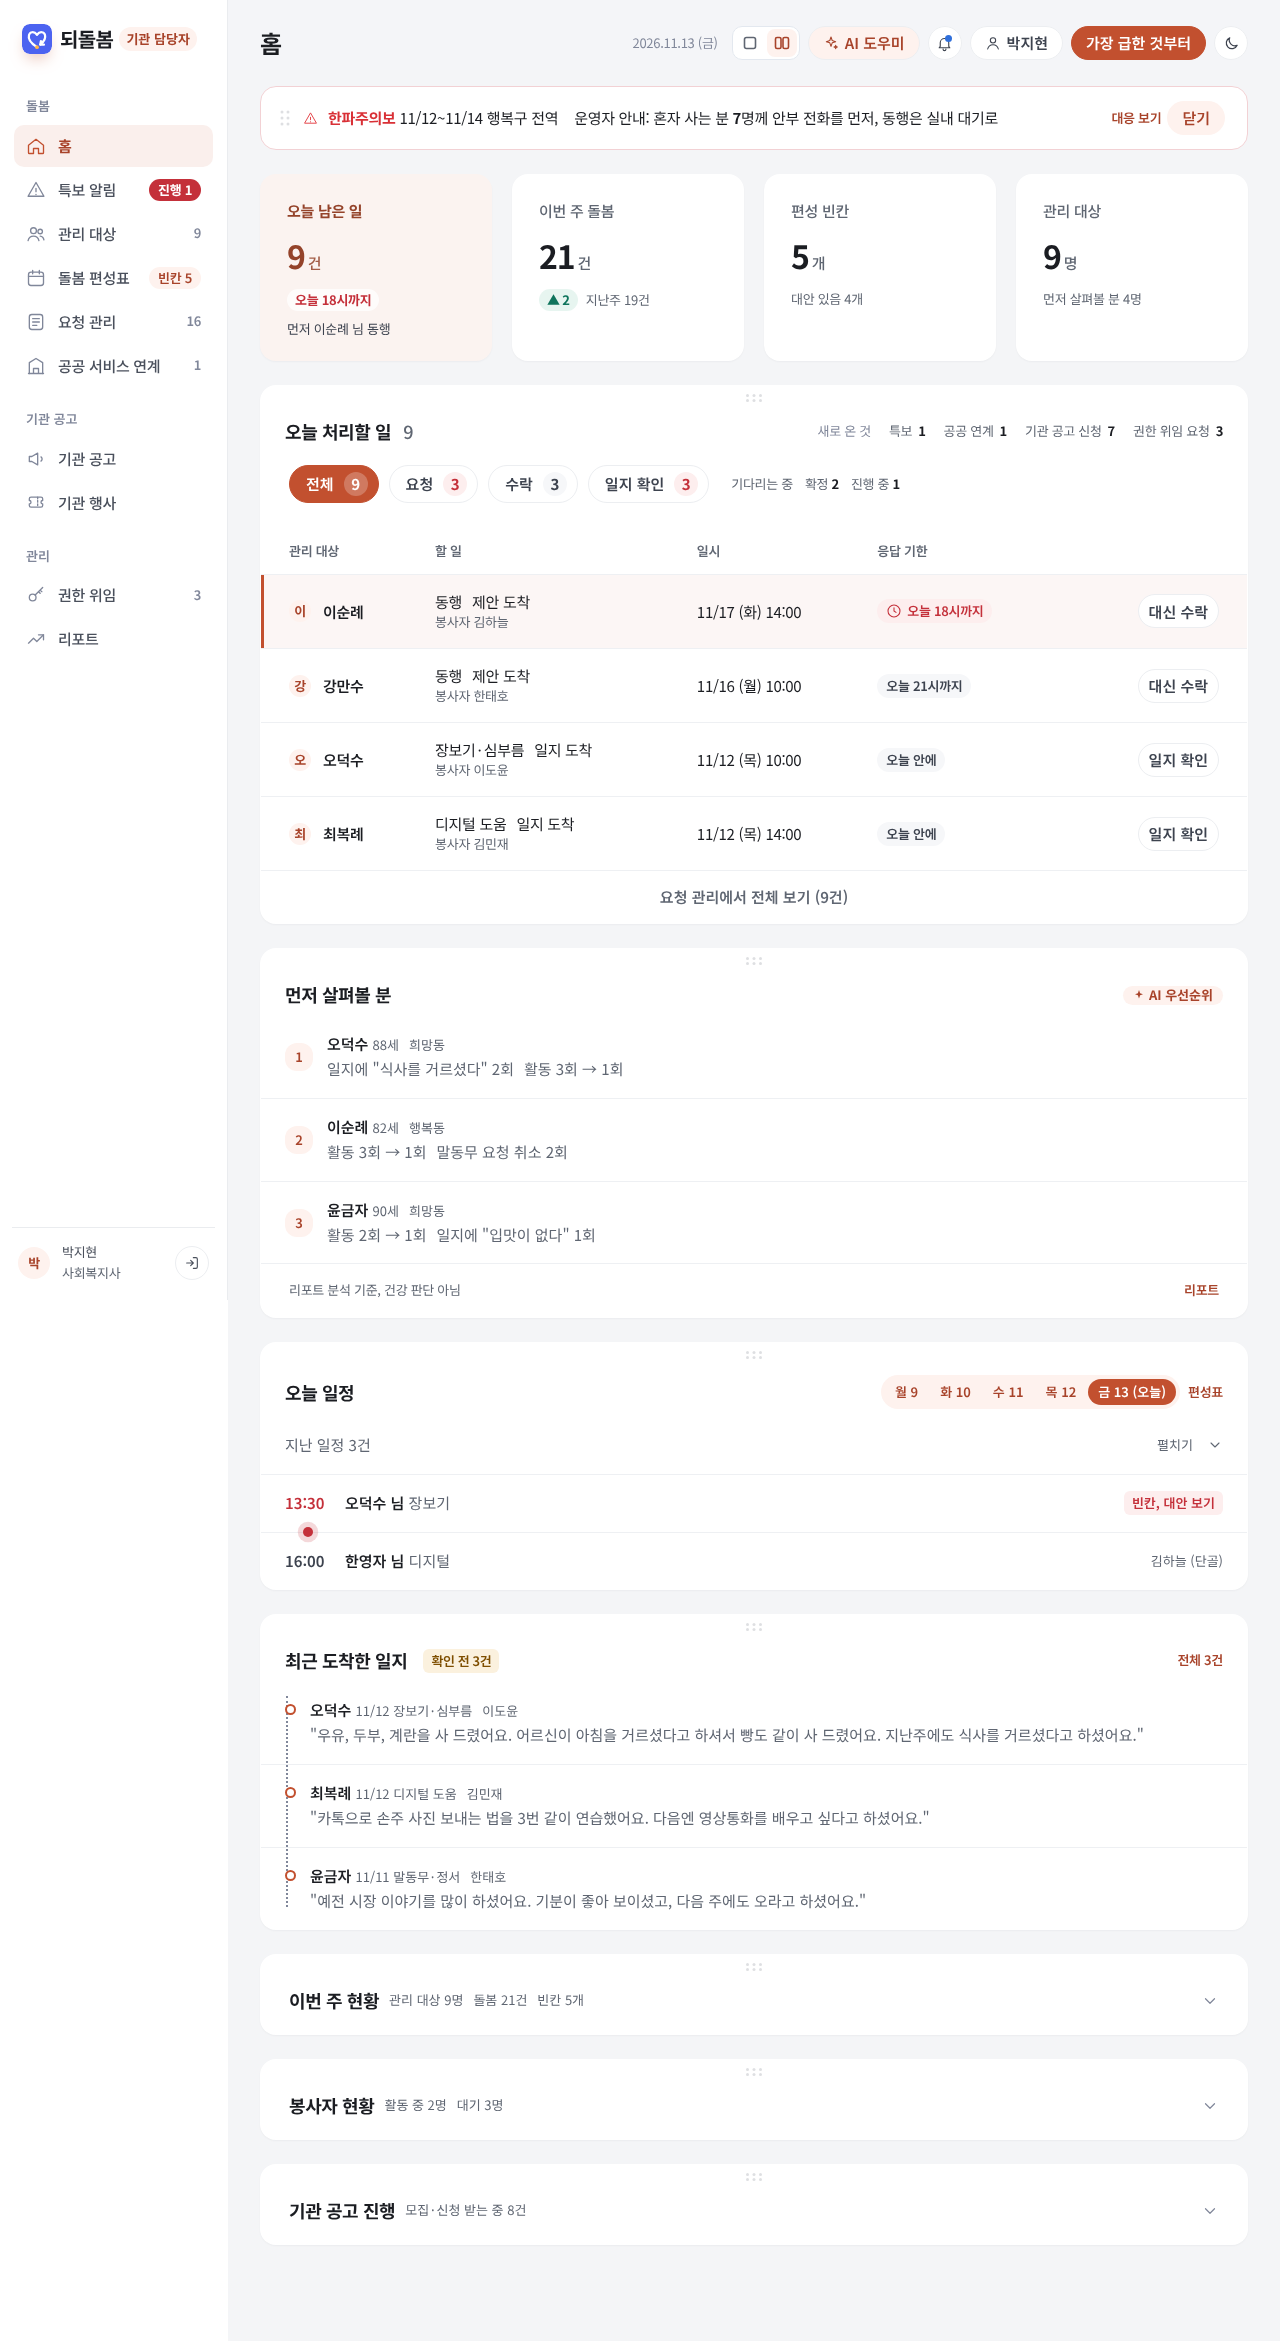 되돌봄 기관 담당자
돌봄
홈
특보 알림 진행 1
관리 대상 9
돌봄 편성표 빈칸 5
요청 관리 16
공공 서비스 연계 1
기관 공고
기관 공고
기관 행사
관리
권한 위임 3
리포트
박 박지현
사회복지사
홈
2026.11.13 (금) AI 도우미 박지현 가장 급한 것부터
한파주의보 11/12~11/14 행복구 전역 운영자 안내: 혼자 사는 분 7명께 안부 전화를 먼저, 동행은 실내 대기로 대응 보기 닫기
오늘 남은 일
9 건
오늘 18시까지
먼저 이순례 님 동행
이번 주 돌봄
21 건
▲2 지난주 19건
편성 빈칸
5 개
대안 있음 4개
관리 대상
9 명
먼저 살펴볼 분 4명
오늘 처리할 일 9 새로 온 것 특보 1 공공 연계 1 기관 공고 신청 7 권한 위임 요청 3
전체 9 요청 3 수락 3 일지 확인 3 기다리는 중 확정 2 진행 중 1
관리 대상 할 일 일시 응답 기한
이 이순례 동행 제안 도착 11/17 (화) 14:00 오늘 18시까지 대신 수락
봉사자 김하늘
강 강만수 동행 제안 도착 11/16 (월) 10:00 오늘 21시까지 대신 수락
봉사자 한태호
오 오덕수 장보기·심부름 일지 도착 11/12 (목) 10:00 오늘 안에 일지 확인
봉사자 이도윤
최 최복례 디지털 도움 일지 도착 11/12 (목) 14:00 오늘 안에 일지 확인
봉사자 김민재
요청 관리에서 전체 보기 (9건)
먼저 살펴볼 분 AI 우선순위
1 오덕수 88세 희망동
일지에 "식사를 거르셨다" 2회 활동 3회 → 1회
2 이순례 82세 행복동
활동 3회 → 1회 말동무 요청 취소 2회
3 윤금자 90세 희망동
활동 2회 → 1회 일지에 "입맛이 없다" 1회
리포트 분석 기준, 건강 판단 아님 리포트
오늘 일정 월 9 화 10 수 11 목 12 금 13 (오늘) 편성표
지난 일정 3건 펼치기
13:30 오덕수 님 장보기 빈칸, 대안 보기
16:00 한영자 님 디지털 김하늘 (단골)
최근 도착한 일지 확인 전 3건 전체 3건
오덕수 11/12 장보기·심부름 이도윤
"우유, 두부, 계란을 사 드렸어요. 어르신이 아침을 거르셨다고 하셔서 빵도 같이 사 드렸어요. 지난주에도 식사를 거르셨다고 하셨어요."
최복례 11/12 디지털 도움 김민재
"카톡으로 손주 사진 보내는 법을 3번 같이 연습했어요. 다음엔 영상통화를 배우고 싶다고 하셨어요."
윤금자 11/11 말동무·정서 한태호
"예전 시장 이야기를 많이 하셨어요. 기분이 좋아 보이셨고, 다음 주에도 오라고 하셨어요."
이번 주 현황 관리 대상 9명 돌봄 21건 빈칸 5개
봉사자 현황 활동 중 2명 대기 3명
기관 공고 진행 모집·신청 받는 중 8건